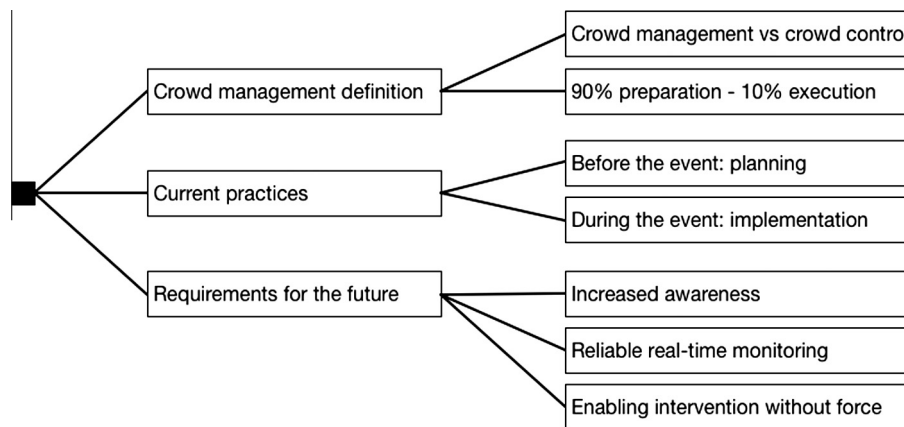 Crowd management definition
Crowd management vs crowd contro
90% preparation - 10% execution
Current practices
Before the event: planning
During the event: implementation
Requirements for the future
Increased awareness
Reliable real-time monitoring
Enabling intervention without force